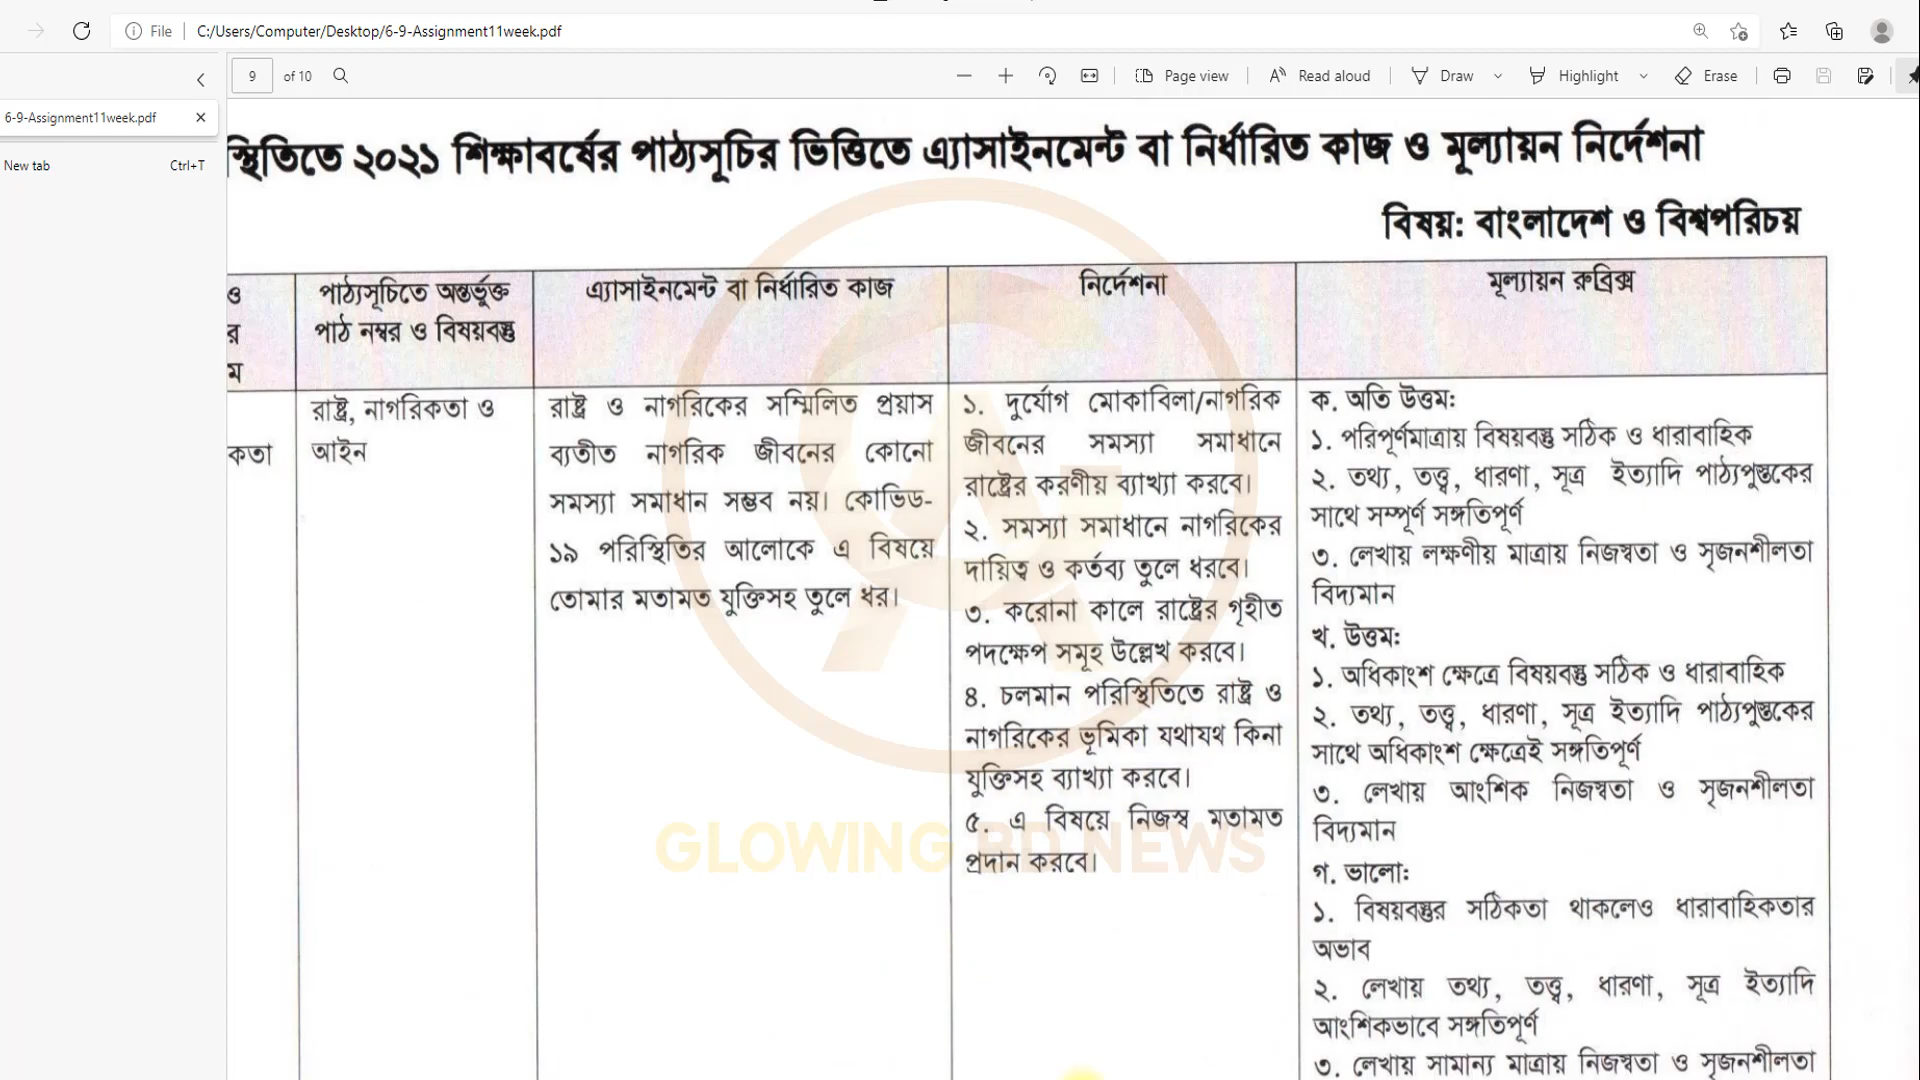 File
C:/Users/Computer/Desktop/6-9-Assignment11week.pdf
9 of 10
Page view
Read aloud
Draw
Highlight
Erase
6-9-Assignment11week.pdf
New tab Ctrl+T
স্থিতিতে ২০২১ শিক্ষাবর্ষের পাঠ্যসূচির ভিত্তিতে এ্যাসাইনমেন্ট বা নির্ধারিত কাজ ও মূল্যায়ন নির্দেশনা
বিষয়: বাংলাদেশ ও বিশ্বপরিচয়
ও
র
ম
পাঠ্যসূচিতে অন্তর্ভুক্ত
পাঠ নম্বর ও বিষয়বস্তু
এ্যাসাইনমেন্ট বা নির্ধারিত কাজ
নির্দেশনা
মূল্যায়ন রুব্রিক্স
কতা
রাষ্ট্র, নাগরিকতা ও
আইন
রাষ্ট্র ও নাগরিকের সম্মিলিত প্রয়াস
ব্যতীত নাগরিক জীবনের কোনো
সমস্যা সমাধান সম্ভব নয়। কোভিড-
১৯ পরিস্থিতির আলোকে এ বিষয়ে
তোমার মতামত যুক্তিসহ তুলে ধর।
১. দুর্যোগ মোকাবিলা/নাগরিক
জীবনের সমস্যা সমাধানে
রাষ্ট্রের করণীয় ব্যাখ্যা করবে।
২. সমস্যা সমাধানে নাগরিকের
দায়িত্ব ও কর্তব্য তুলে ধরবে।
৩. করোনা কালে রাষ্ট্রের গৃহীত
পদক্ষেপ সমূহ উল্লেখ করবে।
৪. চলমান পরিস্থিতিতে রাষ্ট্র ও
নাগরিকের ভূমিকা যথাযথ কিনা
যুক্তিসহ ব্যাখ্যা করবে।
৫. এ বিষয়ে নিজস্ব মতামত
প্রদান করবে।
ক. অতি উত্তম:
১. পরিপূর্ণমাত্রায় বিষয়বস্তু সঠিক ও ধারাবাহিক
২. তথ্য, তত্ত্ব, ধারণা, সূত্র ইত্যাদি পাঠ্যপুস্তকের
সাথে সম্পূর্ণ সঙ্গতিপূর্ণ
৩. লেখায় লক্ষণীয় মাত্রায় নিজস্বতা ও সৃজনশীলতা
বিদ্যমান
খ. উত্তম:
১. অধিকাংশ ক্ষেত্রে বিষয়বস্তু সঠিক ও ধারাবাহিক
২. তথ্য, তত্ত্ব, ধারণা, সূত্র ইত্যাদি পাঠ্যপুস্তকের
সাথে অধিকাংশ ক্ষেত্রেই সঙ্গতিপূর্ণ
৩. লেখায় আংশিক নিজস্বতা ও সৃজনশীলতা
বিদ্যমান
গ. ভালো:
১. বিষয়বস্তুর সঠিকতা থাকলেও ধারাবাহিকতার
অভাব
২. লেখায় তথ্য, তত্ত্ব, ধারণা, সূত্র ইত্যাদি
আংশিকভাবে সঙ্গতিপূর্ণ
৩. লেখায় সামান্য মাত্রায় নিজস্বতা ও সৃজনশীলতা
GLOWING BD NEWS